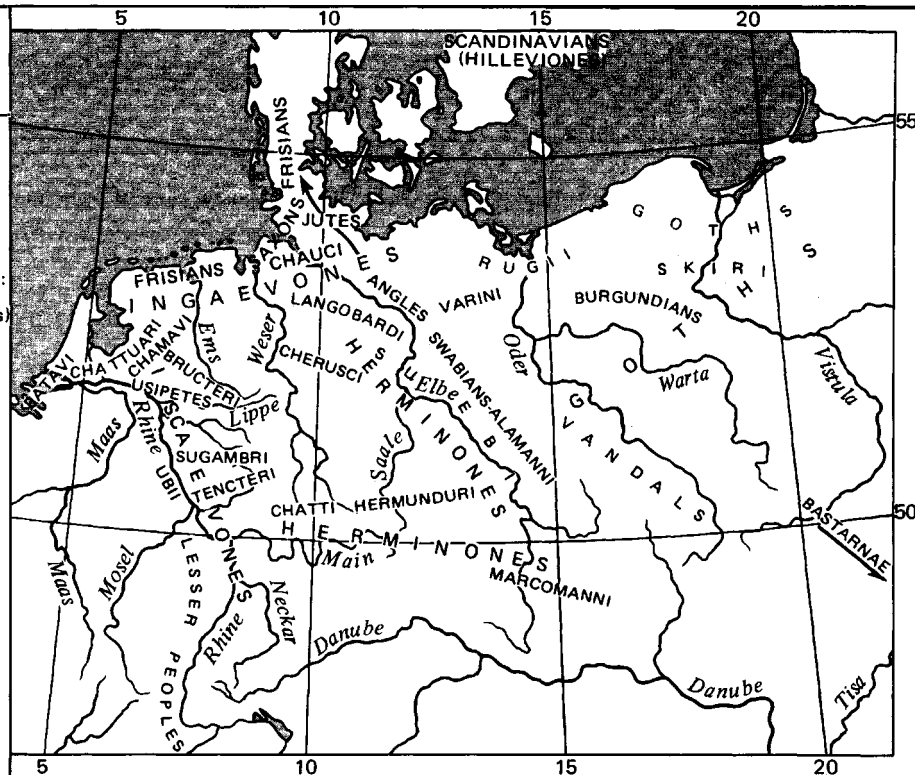 5 10 15 20
SCANDINAVIANS
(HILLEVIONES)
55
FRISIANS
JUTES
GOTHS
SAXONS
CHAUCI
RUGII
SKIRI
FRISIANS
INGAEVONES
ANGLES
VARINI
BURGUNDIANS
LANGOBARDI
BATAVI
CHATTUARI
CHAMAVI
Ems
Weser
BRUCTERI
CHERUSCI
HERMINONES
SUEBI
Elbe
SWABIANS-ALAMANNI
Oder
Warta
Visrula
USIPETES
Lippe
ISCAEVONES
Maas
Rhine
UBII
SUGAMBRI
TENCTERI
Saale
VANDALS
GOTHS
CHATTI
HERMUNDURI
50
HERMINONES
Main
BASTARNAE
MARCOMANNI
Mosel
Maas
LESSER PEOPLES
Rhine
Neckar
Danube
Danube
Tisa
5 10 15 20